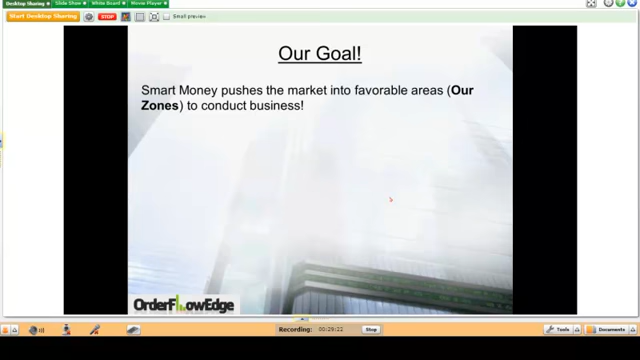 Desktop Sharing
Slide Show
White Board
Movie Player
Start Desktop Sharing
STOP
Small preview
Our Goal!
Smart Money pushes the market into favorable areas (Our
Zones) to conduct business!
OrderFlowEdge
Recording:
00:29:22
Stop
Tools
Documents